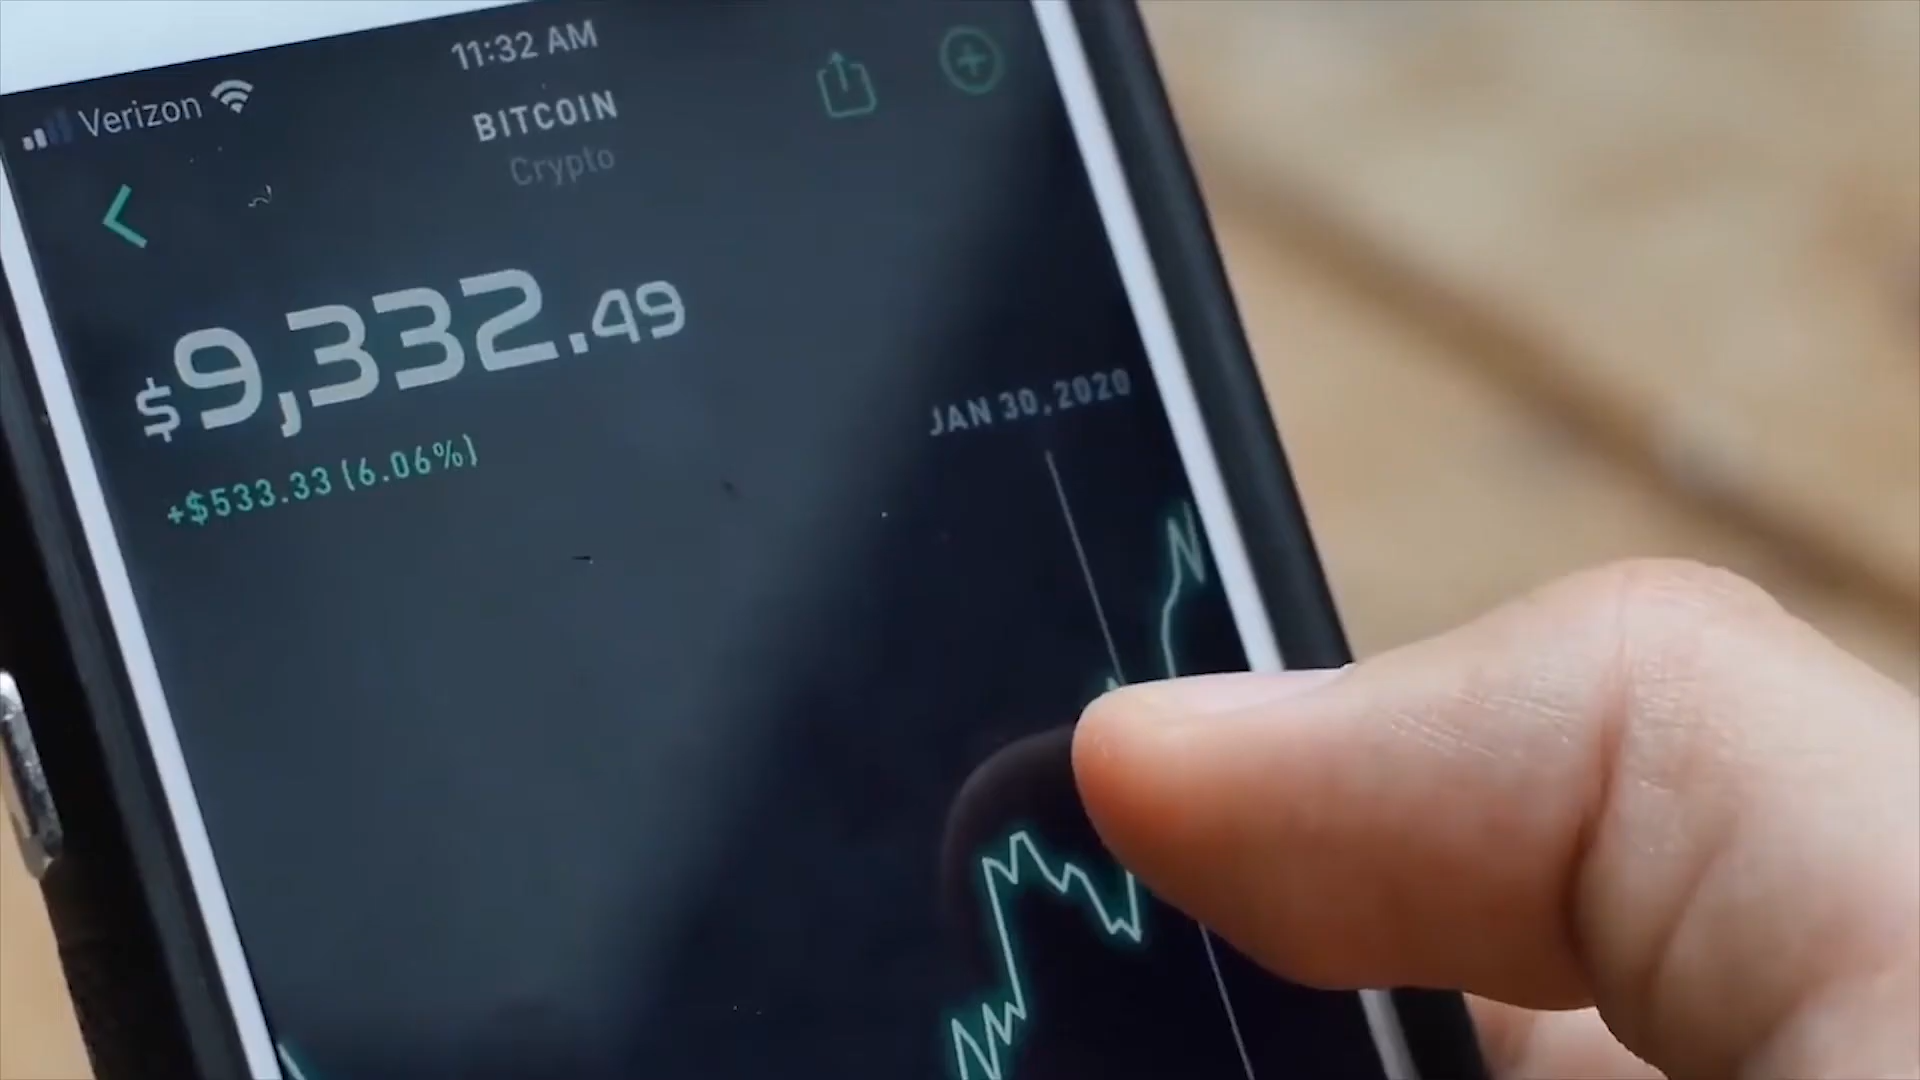 11:32 AM
Verizon
BITCOIN
Crypto
$9,332.49
+$533.33 (6.06%)
JAN 30, 2020